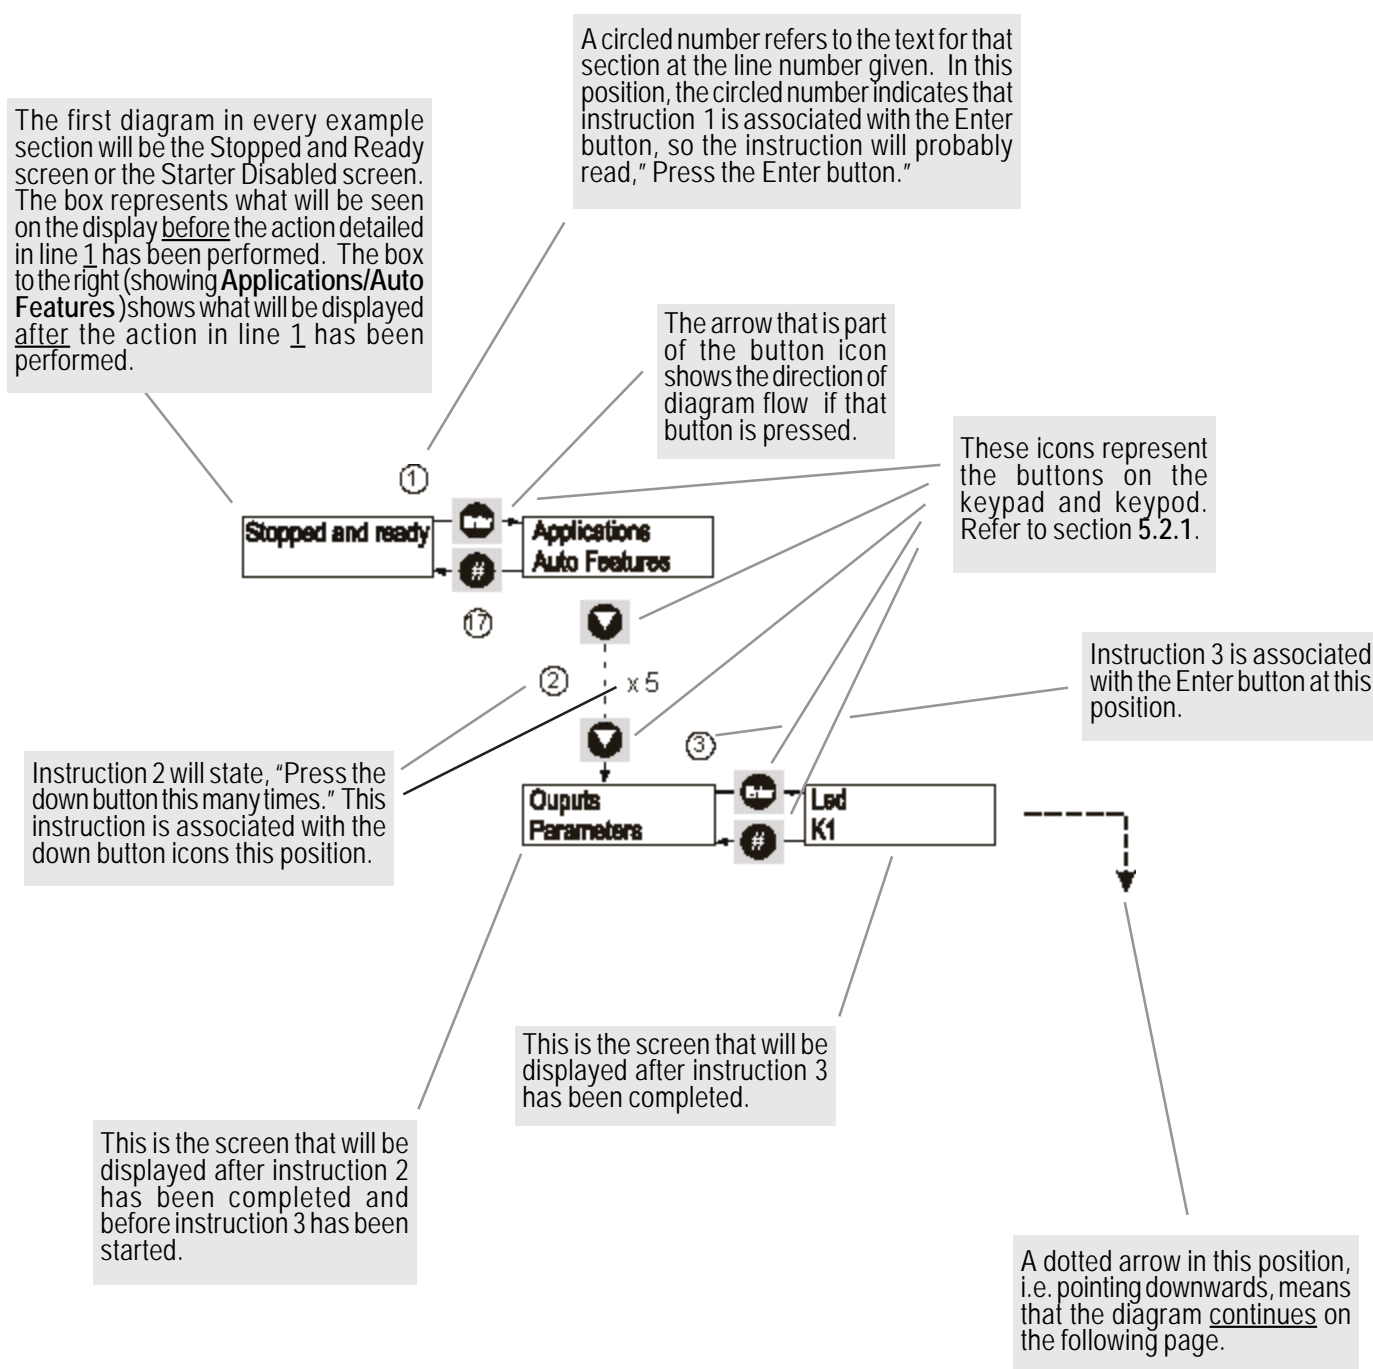 A circled number refers to the text for that
section at the line number given.  In this
position, the circled number indicates that
instruction 1 is associated with the Enter
button, so the instruction will probably
read,” Press the Enter button.”
The first diagram in every example
section will be the Stopped and Ready
screen or the Starter Disabled screen.
The box represents what will be seen
on the display before the action detailed
in line 1 has been performed.  The box
to the right (showing Applications/Auto
Features) shows what will be displayed
after the action in line 1 has been
performed.
The arrow that is part
of the button icon
shows the direction of
diagram flow  if that
button is pressed.
These icons represent
the buttons on the
keypad and keypod.
Refer to section 5.2.1.
1
Stopped and ready
Applications
Auto Features
#
17
2
x 5
Instruction 3 is associated
with the Enter button at this
position.
3
Instruction 2 will state, “Press the
down button this many times.” This
instruction is associated with the
down button icons this position.
Ouputs
Parameters
Led
K1
#
This is the screen that will be
displayed after instruction 3
has been completed.
This is the screen that will be
displayed after instruction 2
has been completed and
before instruction 3 has been
started.
A dotted arrow in this position,
i.e. pointing downwards, means
that the diagram continues on
the following page.